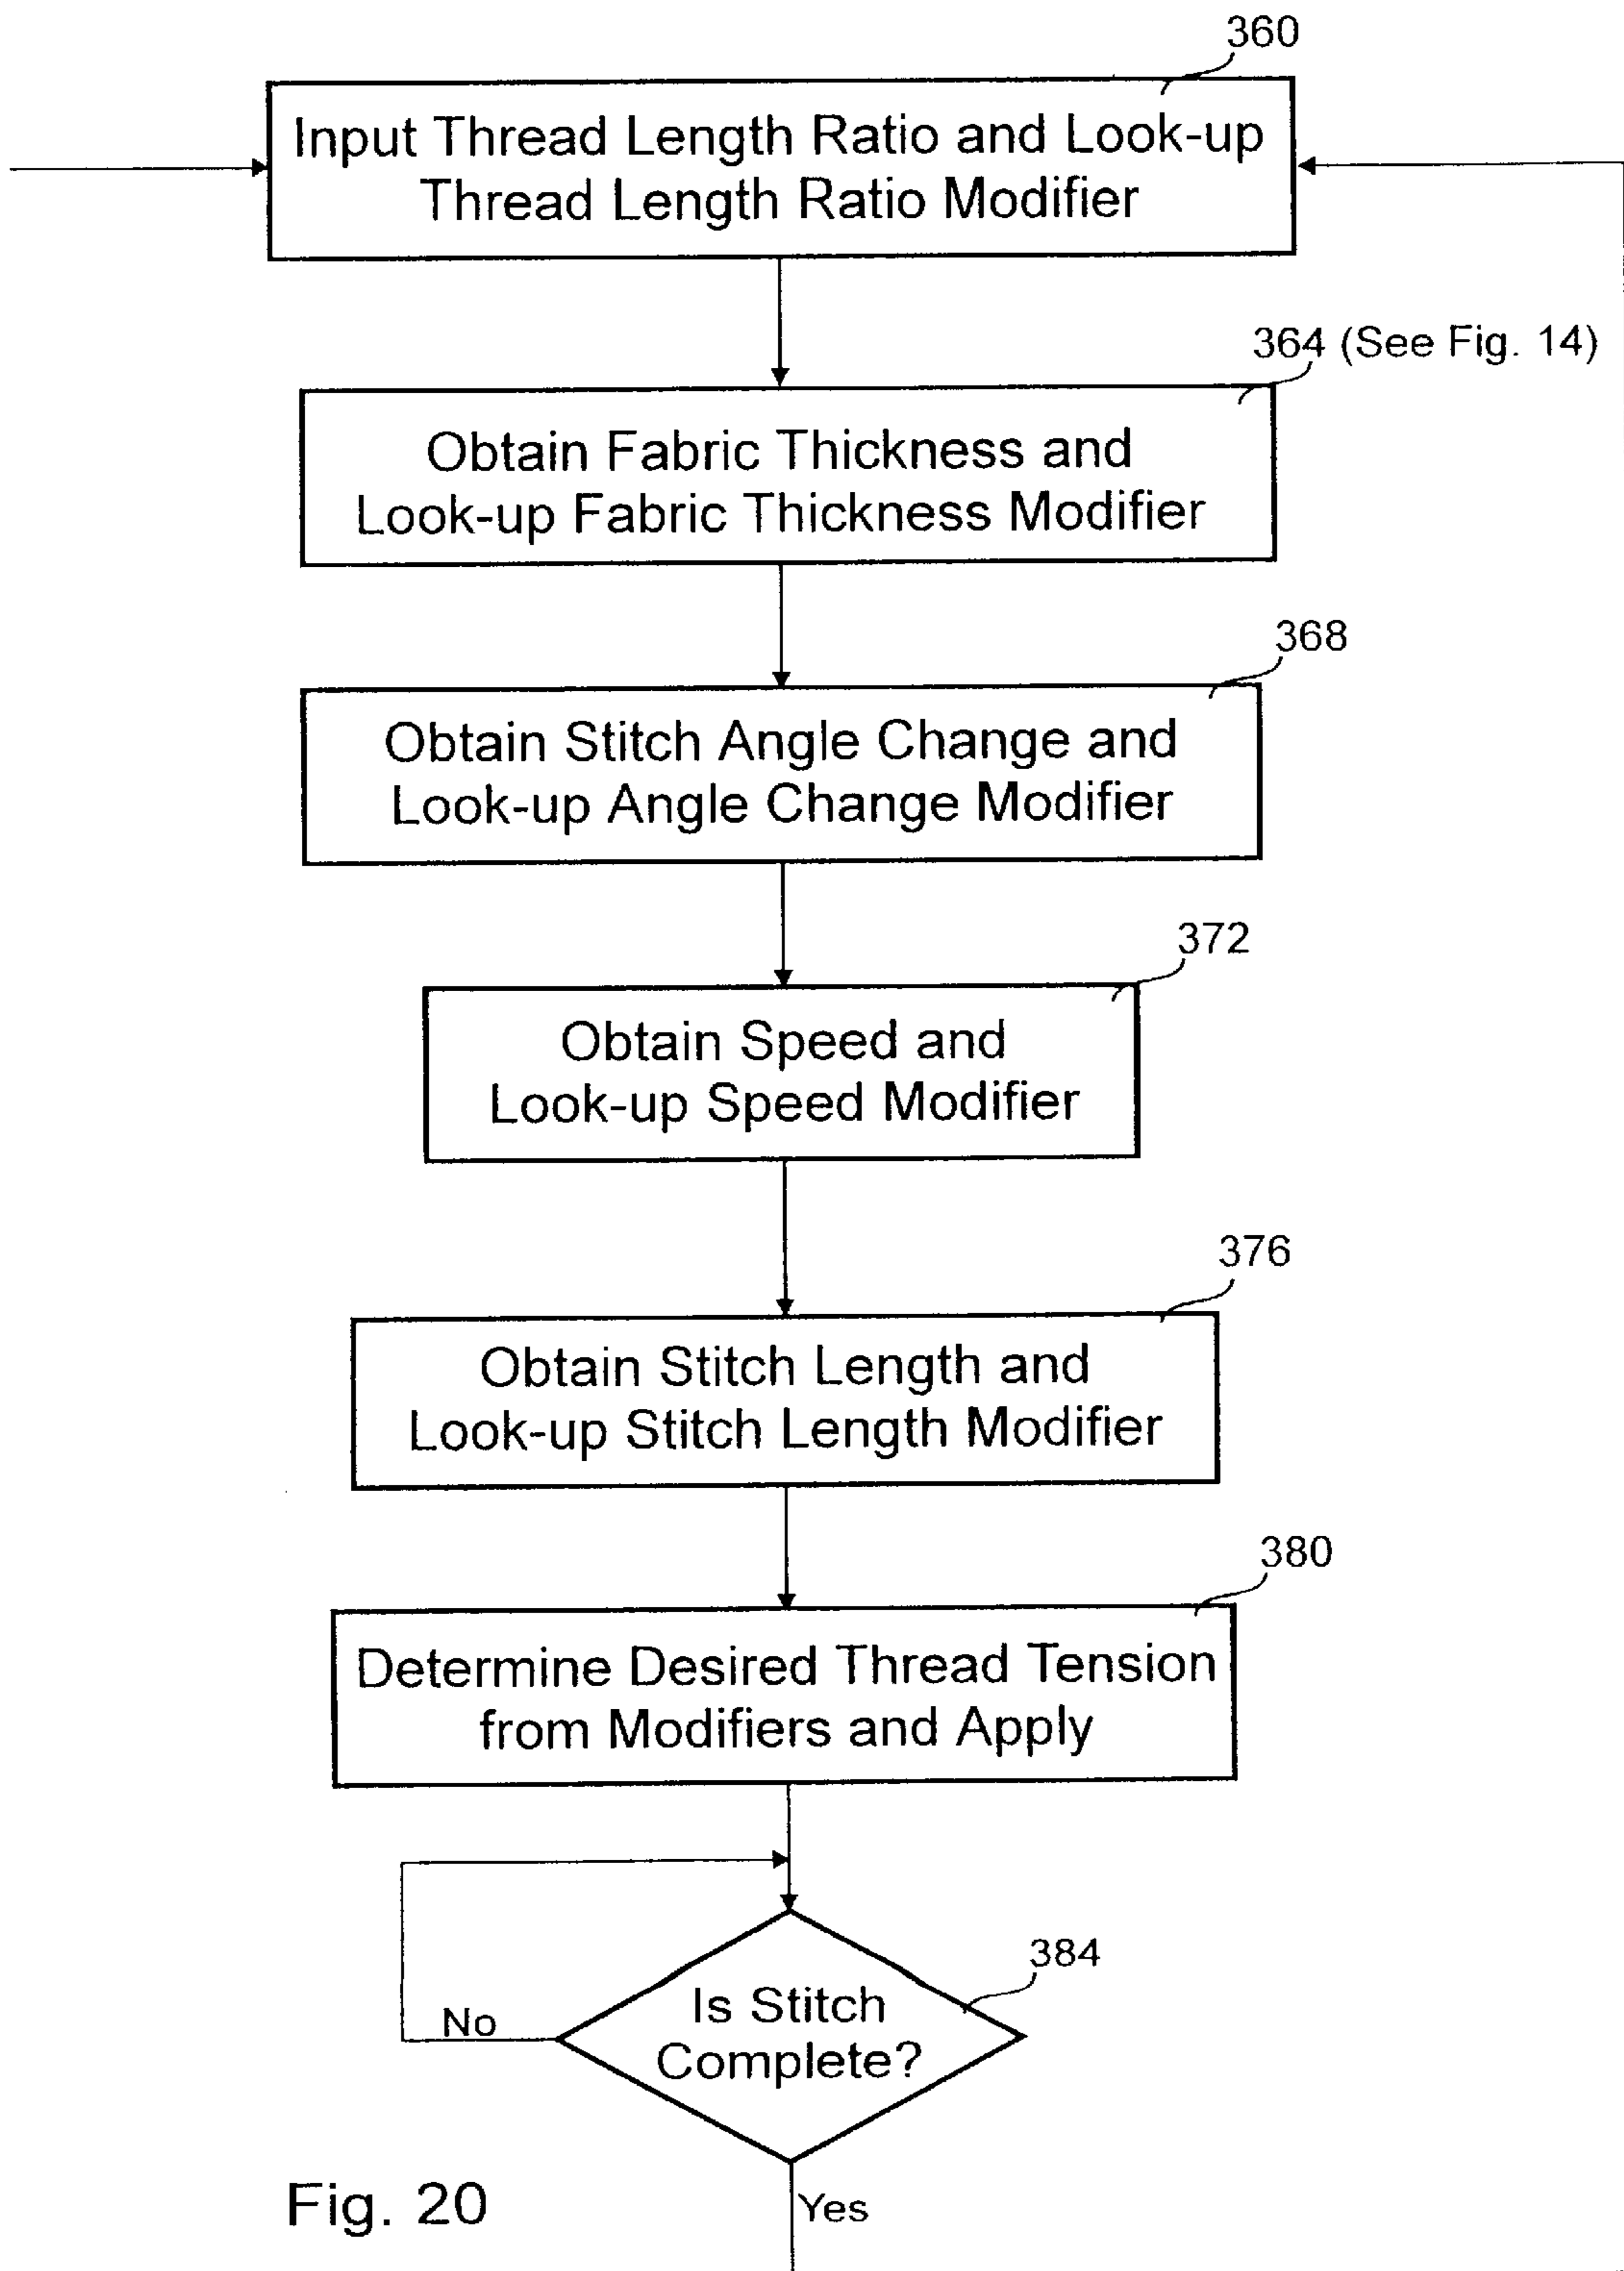 360
Input Thread Length Ratio and Look-up
Thread Length Ratio Modifier
364 (See Fig. 14)
Obtain Fabric Thickness and
Look-up Fabric Thickness Modifier
368
Obtain Stitch Angle Change and
Look-up Angle Change Modifier
372
Obtain Speed and
Look-up Speed Modifier
376
Obtain Stitch Length and
Look-up Stitch Length Modifier
380
Determine Desired Thread Tension
from Modifiers and Apply
384
Is Stitch
Complete?
No
Yes
Fig. 20